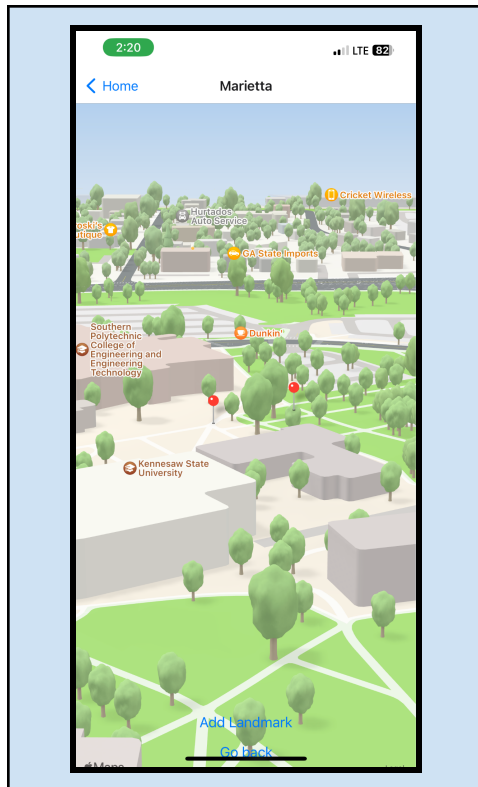 2:20
LTE 82
Home
Marietta
Cricket Wireless
Hurtados
Auto Service
GA State Imports
Dunkin'
Southern
Polytechnic
College of
Engineering and
Engineering
Technology
Kennesaw State
University
Add Landmark
Go back
Maps